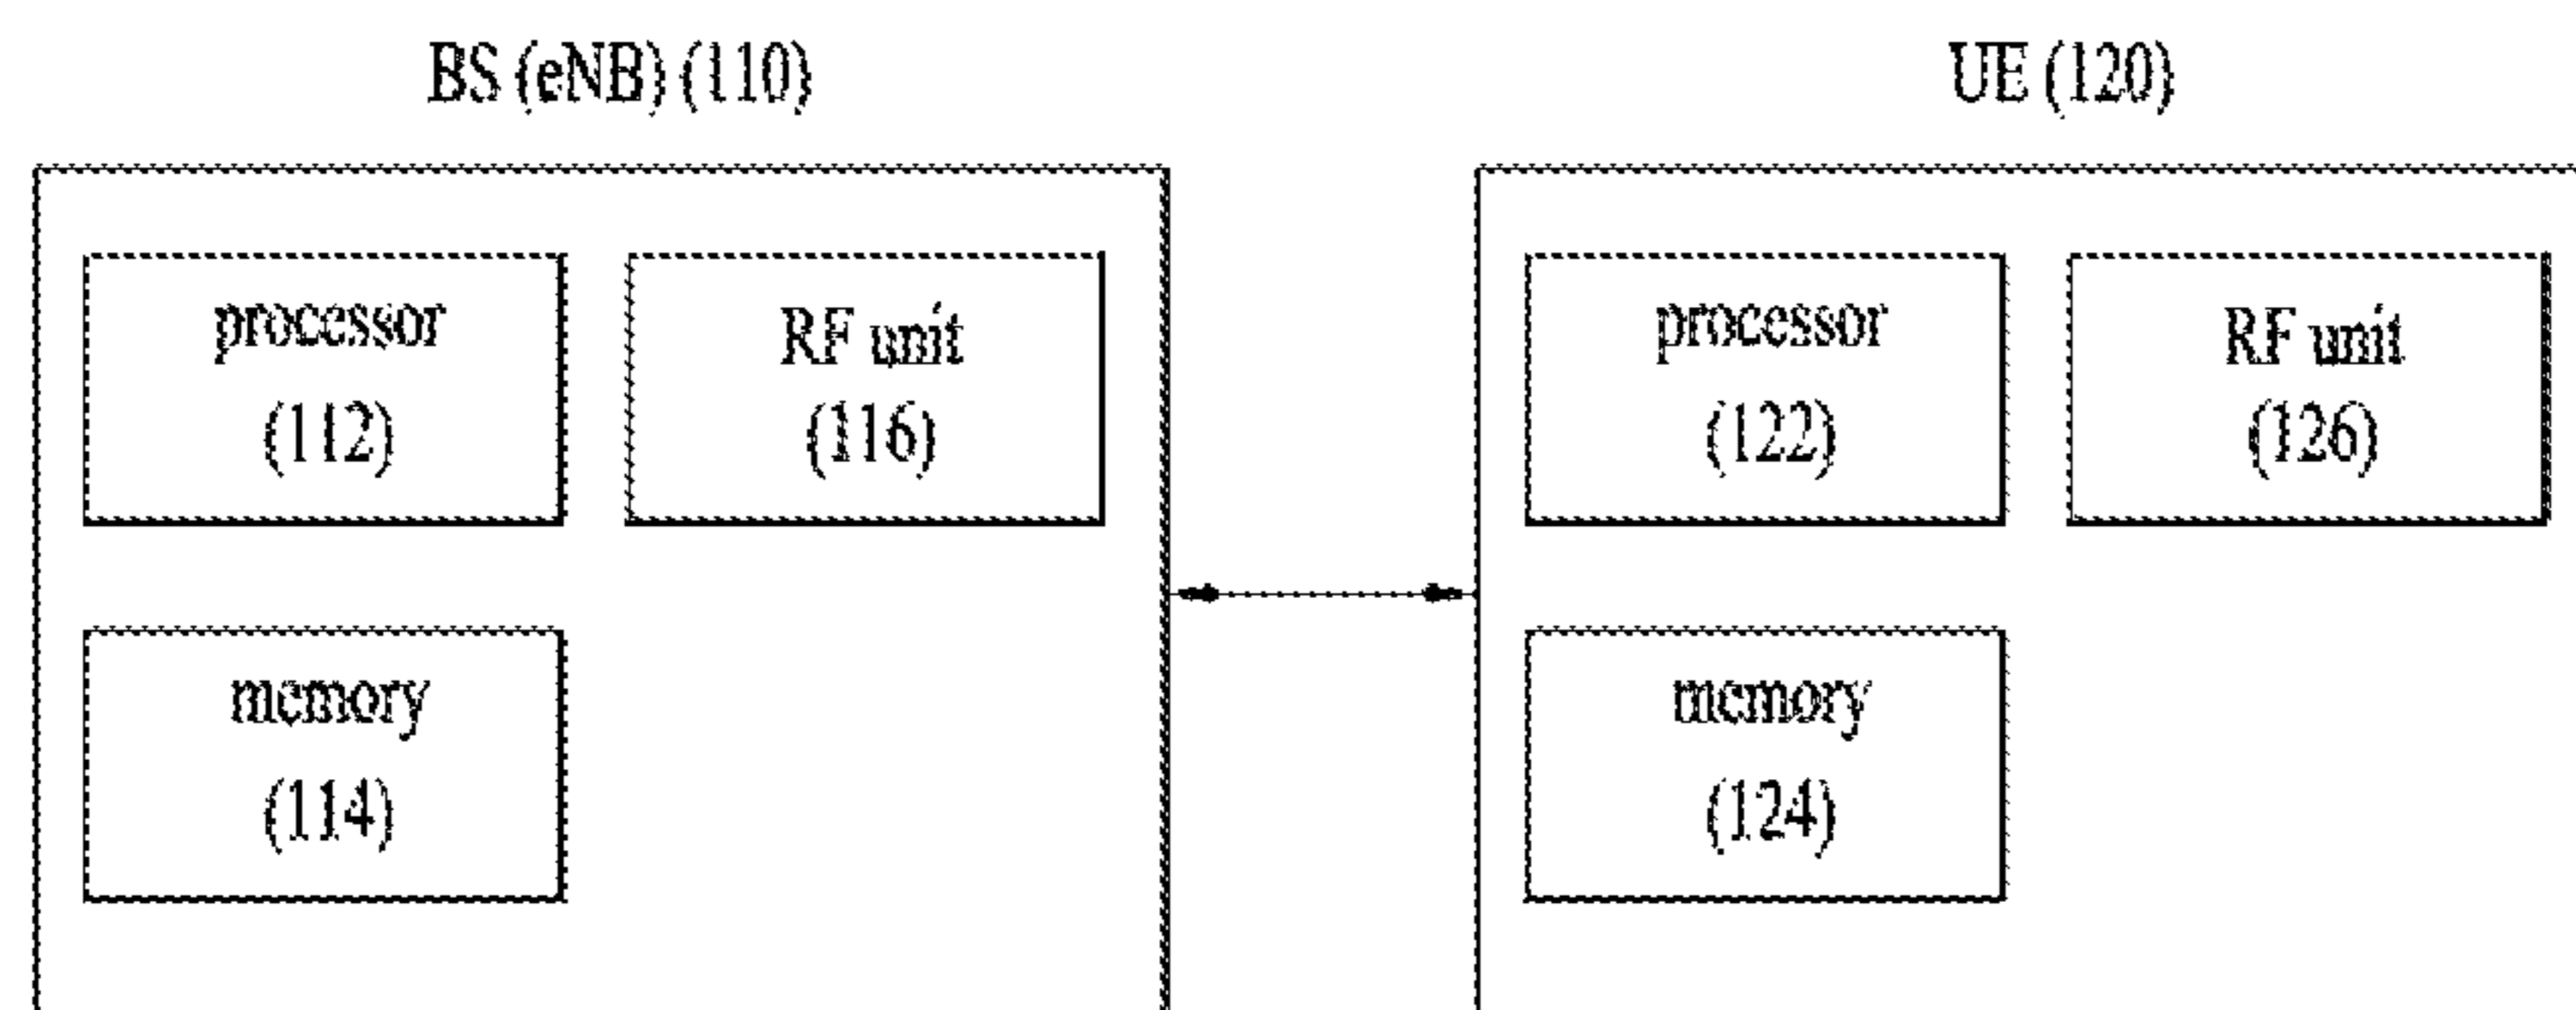 BS (eNB) (110)
UE (120)
processor
(112)
RF unit
(116)
memory
(114)
processor
(122)
RF unit
(126)
memory
(124)